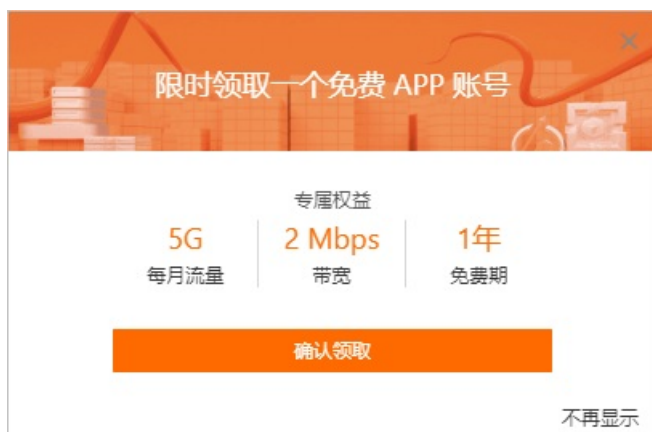 限时领取一个免费 APP 账号
专属权益
5G 2 Mbps 1年
每月流量 带宽 免费期
确认领取
不再显示